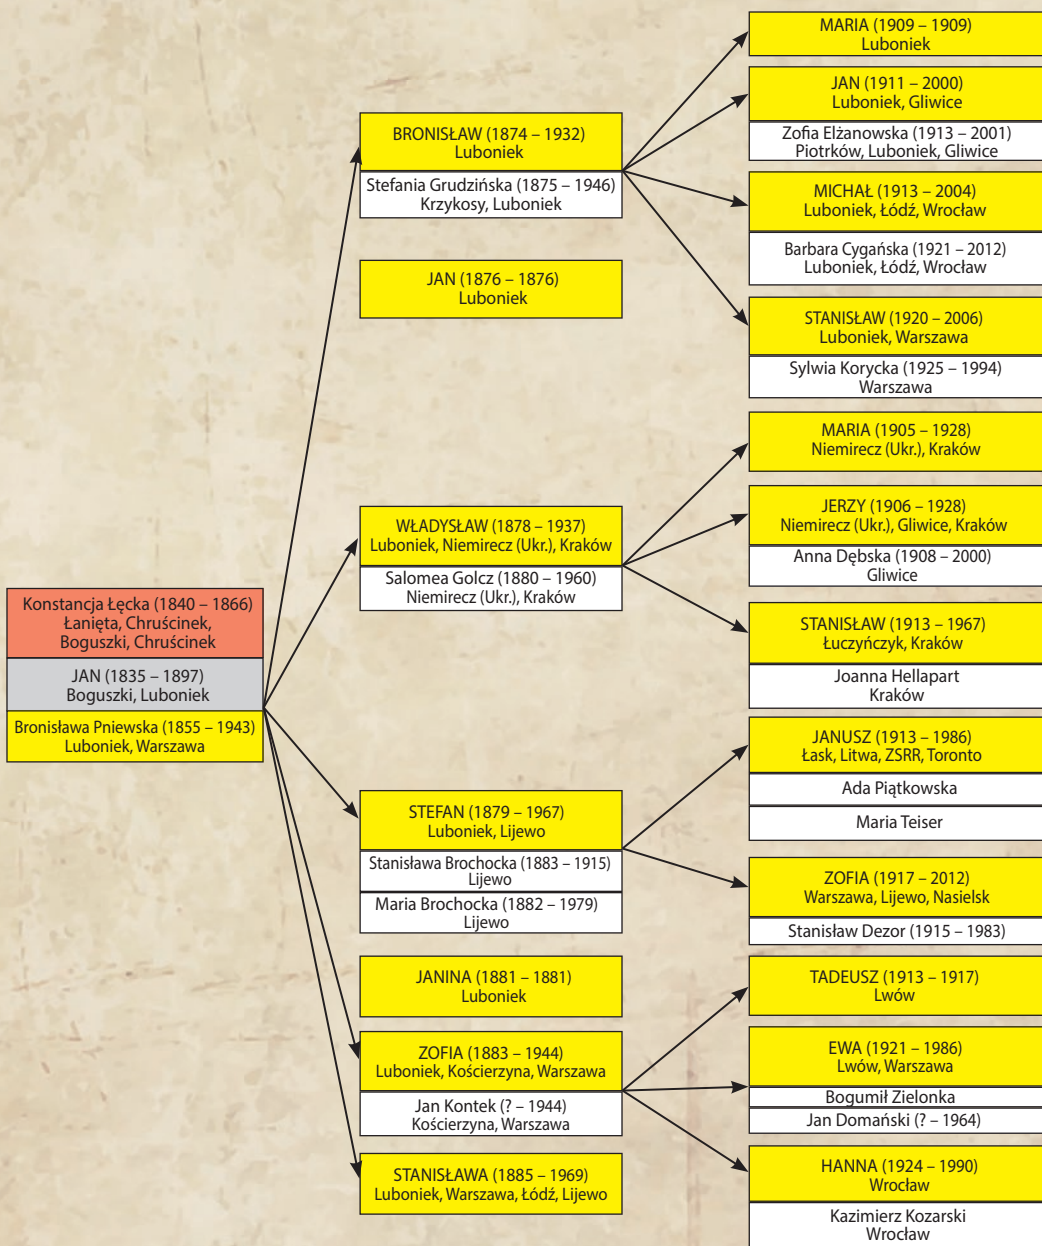 Konstancja Łęcka (1840 – 1866)
Łanięta, Chruścinek,
Boguszki, Chruścinek
JAN (1835 – 1897)
Boguszki, Luboniek
Bronisława Pniewska (1855 – 1943)
Luboniek, Warszawa
BRONISŁAW (1874 – 1932)
Luboniek
Stefania Grudzińska (1875 – 1946)
Krzykosy, Luboniek
JAN (1876 – 1876)
Luboniek
WŁADYSŁAW (1878 – 1937)
Luboniek, Niemirecz (Ukr.), Kraków
Salomea Golcz (1880 – 1960)
Niemirecz (Ukr.), Kraków
STEFAN (1879 – 1967)
Luboniek, Lijewo
Stanisława Brochocka (1883 – 1915)
Lijewo
Maria Brochocka (1882 – 1979)
Lijewo
JANINA (1881 – 1881)
Luboniek
ZOFIA (1883 – 1944)
Luboniek, Kościerzyna, Warszawa
Jan Kontek (? – 1944)
Kościerzyna, Warszawa
STANISŁAWA (1885 – 1969)
Luboniek, Warszawa, Łódź, Lijewo
MARIA (1909 – 1909)
Luboniek
JAN (1911 – 2000)
Luboniek, Gliwice
Zofia Elżanowska (1913 – 2001)
Piotrków, Luboniek, Gliwice
MICHAŁ (1913 – 2004)
Luboniek, Łódź, Wrocław
Barbara Cygańska (1921 – 2012)
Luboniek, Łódź, Wrocław
STANISŁAW (1920 – 2006)
Luboniek, Warszawa
Sylwia Korycka (1925 – 1994)
Warszawa
MARIA (1905 – 1928)
Niemirecz (Ukr.), Kraków
JERZY (1906 – 1928)
Niemirecz (Ukr.), Gliwice, Kraków
Anna Dębska (1908 – 2000)
Gliwice
STANISŁAW (1913 – 1967)
Łuczyńczyk, Kraków
Joanna Hellapart
Kraków
JANUSZ (1913 – 1986)
Łask, Litwa, ZSRR, Toronto
Ada Piątkowska
Maria Teiser
ZOFIA (1917 – 2012)
Warszawa, Lijewo, Nasielsk
Stanisław Dezor (1915 – 1983)
TADEUSZ (1913 – 1917)
Lwów
EWA (1921 – 1986)
Lwów, Warszawa
Bogumił Zielonka
Jan Domański (? – 1964)
HANNA (1924 – 1990)
Wrocław
Kazimierz Kozarski
Wrocław